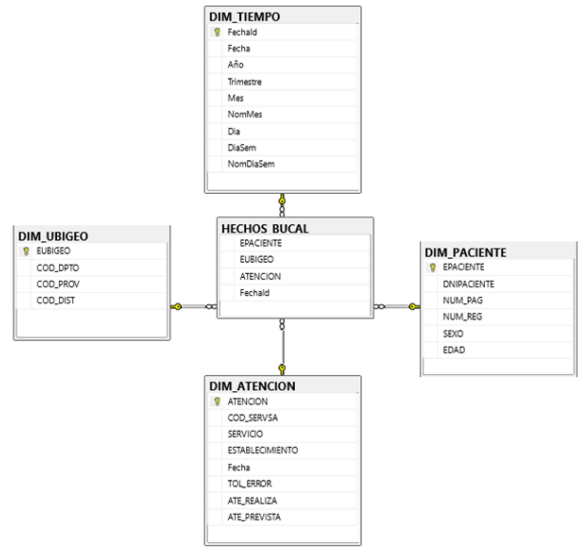 DIM_TIEMPO
FechaId
Fecha
Año
Trimestre
Mes
NomMes
Dia
DiaSem
NomDiaSem
DIM_UBIGEO
EUBIGEO
COD_DPTO
COD_PROV
COD_DIST
HECHOS BUCAL
EPACIENTE
EUBIGEO
ATENCION
FechaId
DIM_PACIENTE
EPACIENTE
DNIPACIENTE
NUM_PAG
NUM_REG
SEXO
EDAD
DIM_ATENCION
ATENCION
COD_SERVSA
SERVICIO
ESTABLECIMIENTO
Fecha
TOL_ERROR
ATE_REALIZA
ATE_PREVISTA